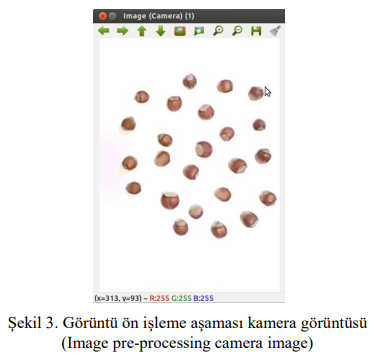 Image (Camera) (1)
(x=313, y=93) ~ R:255 G:255 B:255
Şekil 3. Görüntü ön işleme aşaması kamera görüntüsü
(Image pre-processing camera image)